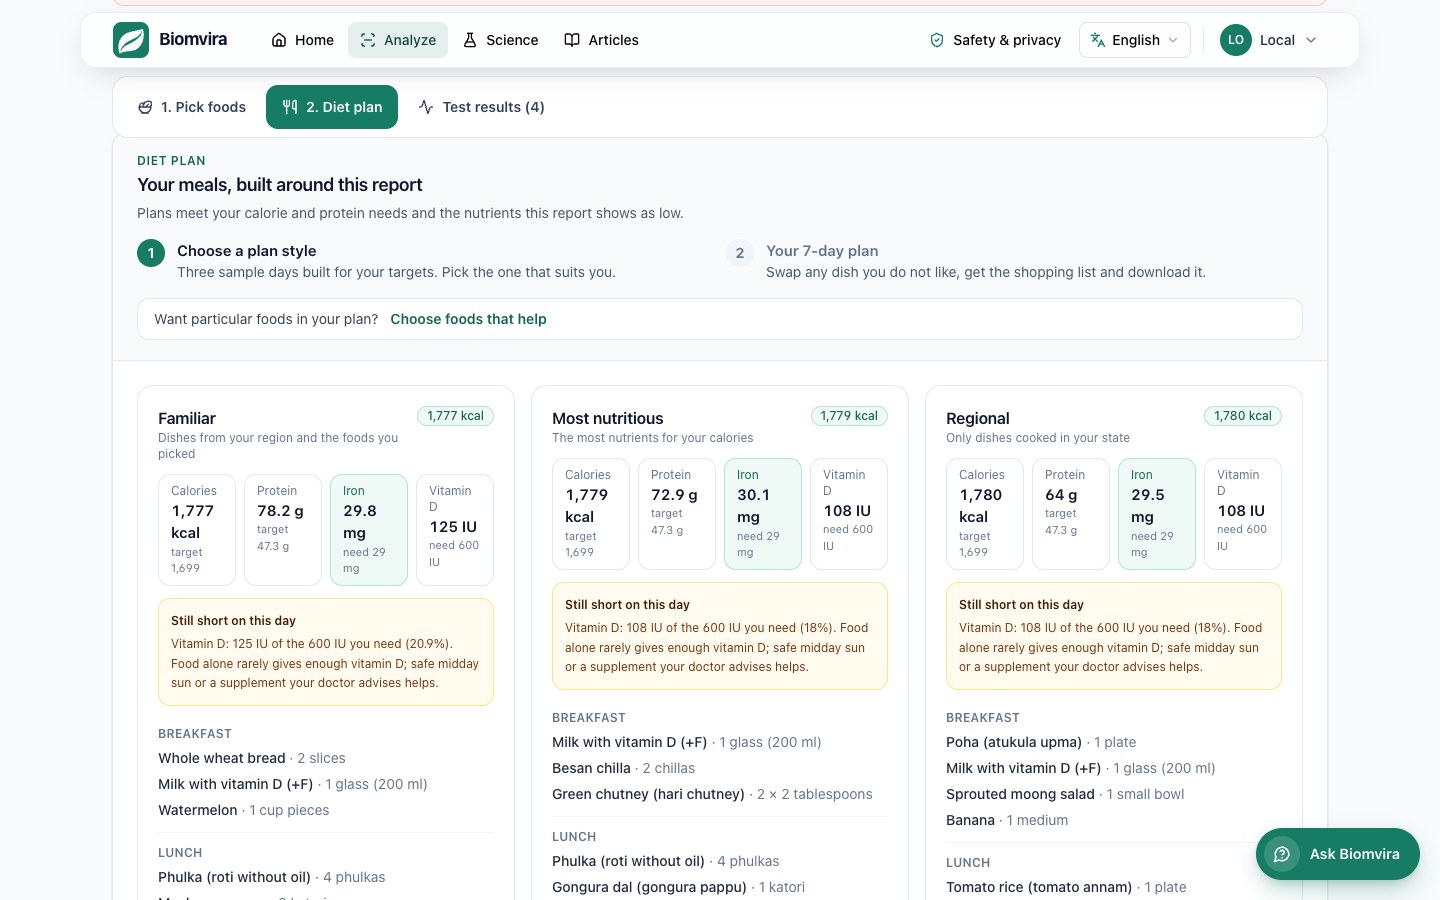 Biomvira
Home
Analyze
Science
Articles
Safety & privacy
English
LO
Local
1. Pick foods
2. Diet plan
Test results (4)
DIET PLAN
Your meals, built around this report
Plans meet your calorie and protein needs and the nutrients this report shows as low.
1
Choose a plan style
Three sample days built for your targets. Pick the one that suits you.
2
Your 7-day plan
Swap any dish you do not like, get the shopping list and download it.
Want particular foods in your plan? Choose foods that help
Familiar
1,777 kcal
Dishes from your region and the foods you
picked
Calories
1,777
kcal
target
1,699
Protein
78.2 g
target
47.3 g
Iron
29.8
mg
need 29
mg
Vitamin
D
125 IU
need 600
IU
Still short on this day
Vitamin D: 125 IU of the 600 IU you need (20.9%).
Food alone rarely gives enough vitamin D; safe midday
sun or a supplement your doctor advises helps.
BREAKFAST
Whole wheat bread · 2 slices
Milk with vitamin D (+F) · 1 glass (200 ml)
Watermelon · 1 cup pieces
LUNCH
Phulka (roti without oil) · 4 phulkas
Most nutritious
1,779 kcal
The most nutrients for your calories
Calories
1,779
kcal
target
1,699
Protein
72.9 g
target
47.3 g
Iron
30.1
mg
need 29
mg
Vitamin
D
108 IU
need 600
IU
Still short on this day
Vitamin D: 108 IU of the 600 IU you need (18%). Food
alone rarely gives enough vitamin D; safe midday sun
or a supplement your doctor advises helps.
BREAKFAST
Milk with vitamin D (+F) · 1 glass (200 ml)
Besan chilla · 2 chillas
Green chutney (hari chutney) · 2 × 2 tablespoons
LUNCH
Phulka (roti without oil) · 4 phulkas
Gongura dal (gongura pappu) · 1 katori
Regional
1,780 kcal
Only dishes cooked in your state
Calories
1,780
kcal
target
1,699
Protein
64 g
target
47.3 g
Iron
29.5
mg
need 29
mg
Vitamin
D
108 IU
need 600
IU
Still short on this day
Vitamin D: 108 IU of the 600 IU you need (18%). Food
alone rarely gives enough vitamin D; safe midday sun
or a supplement your doctor advises helps.
BREAKFAST
Poha (atukula upma) · 1 plate
Milk with vitamin D (+F) · 1 glass (200 ml)
Sprouted moong salad · 1 small bowl
Banana · 1 medium
LUNCH
Tomato rice (tomato annam) · 1 plate
Ask Biomvira